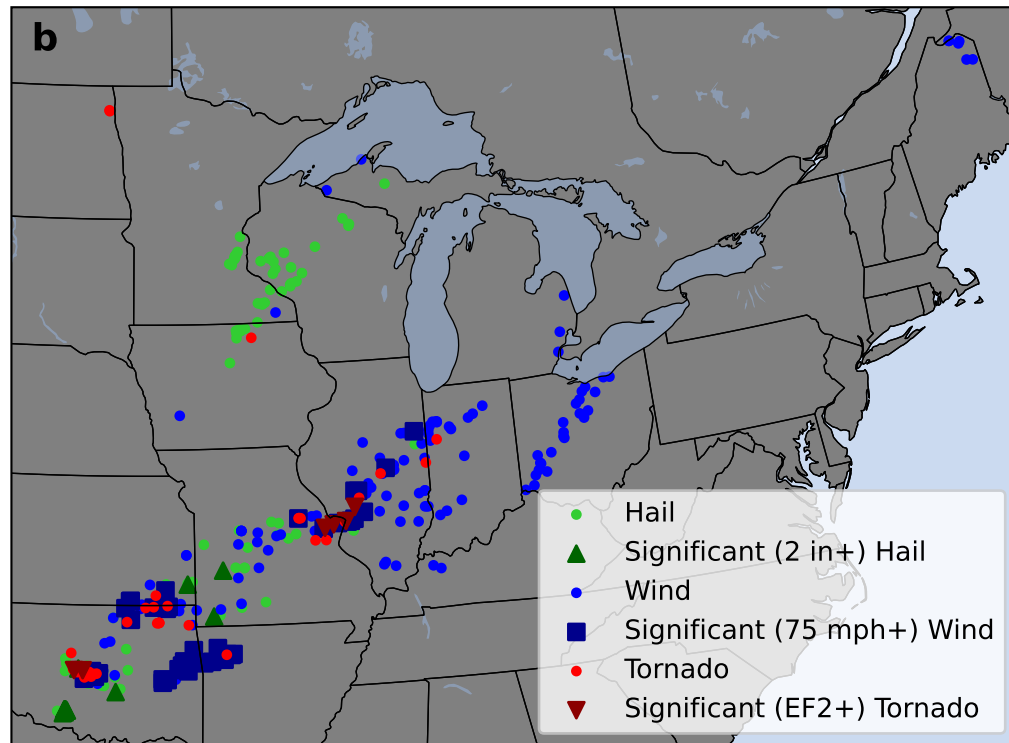 b
Hail
Significant (2 in+) Hail
Wind
Significant (75 mph+) Wind
Tornado
Significant (EF2+) Tornado